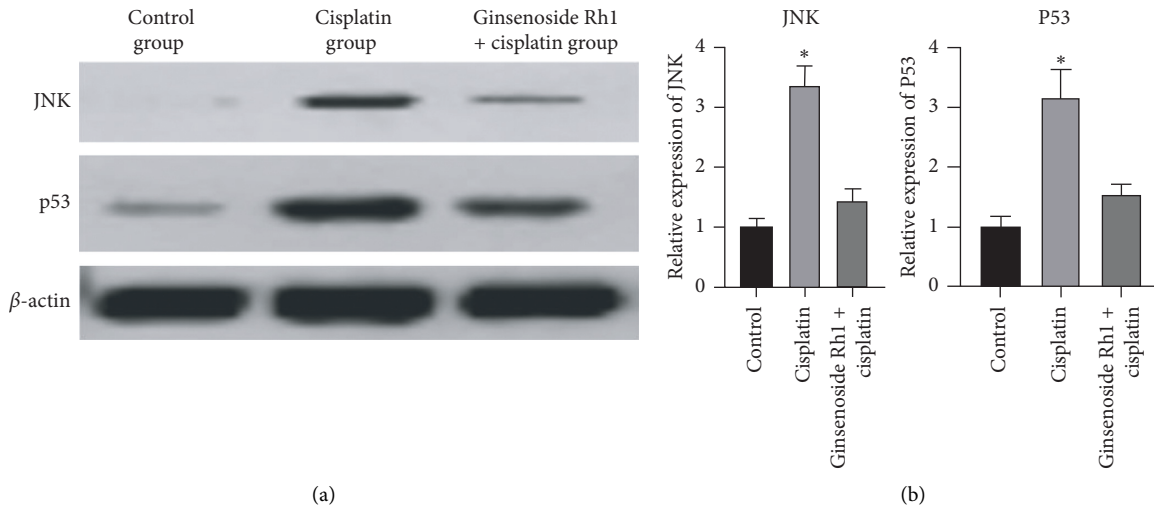 Control
group
Cisplatin
group
Ginsenoside Rh1
+ cisplatin group
JNK
p53
β-actin
(a)
JNK
Relative expression of JNK
4
3
2
1
0
*
Control
Cisplatin
Ginsenoside Rh1 +
cisplatin
P53
Relative expression of P53
4
3
2
1
0
*
Control
Cisplatin
Ginsenoside Rh1 +
cisplatin
(b)